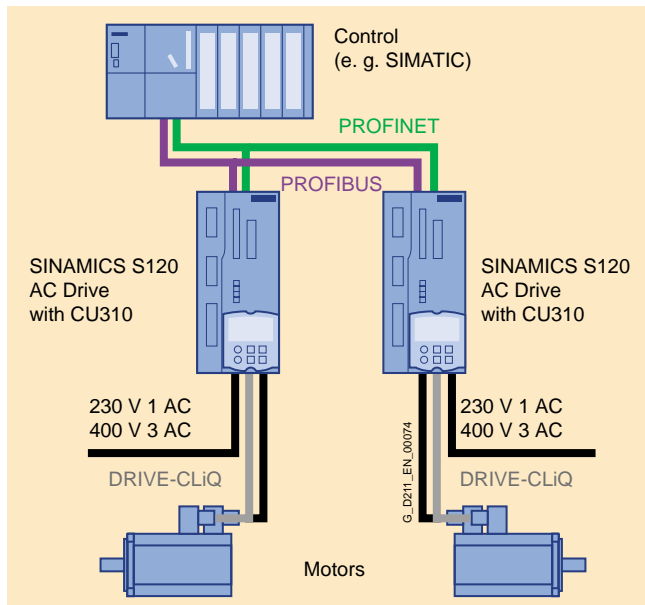 Control
(e. g. SIMATIC)
PROFINET
PROFIBUS
SINAMICS S120
AC Drive
with CU310
SINAMICS S120
AC Drive
with CU310
230 V 1 AC
400 V 3 AC
230 V 1 AC
400 V 3 AC
G_D211_EN_00074
DRIVE-CLiQ
DRIVE-CLiQ
Motors